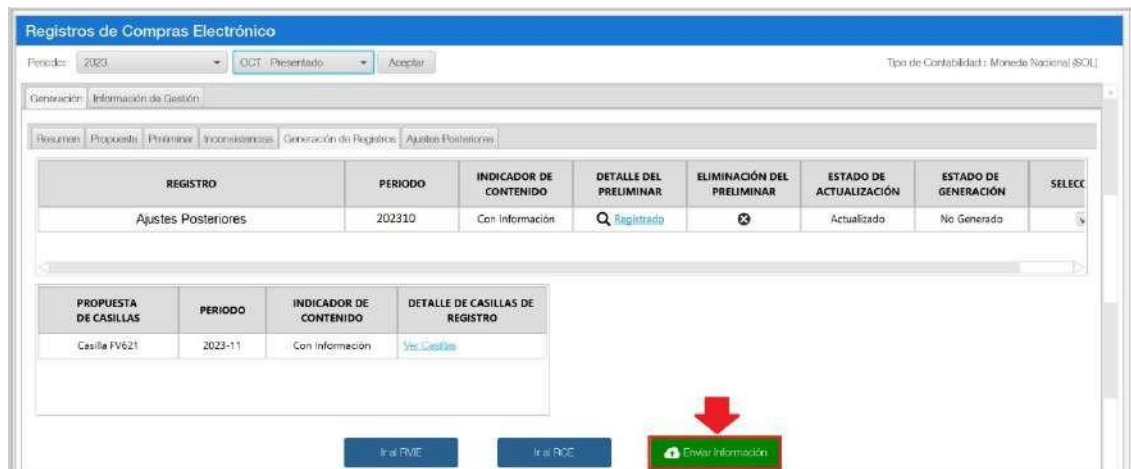 Registros de Compras Electrónico
Periodo: 2023 OCT - Presentado Aceptar Tipo de Contabilidad : Moneda Nacional (SOL)
Generación Información de Gestión
Resumen Propuesta Preliminar Inconsistencias Generación de Registros Ajustes Posteriores
REGISTRO PERIODO INDICADOR DE CONTENIDO DETALLE DEL PRELIMINAR ELIMINACIÓN DEL PRELIMINAR ESTADO DE ACTUALIZACIÓN ESTADO DE GENERACIÓN SELECC
Ajustes Posteriores 202310 Con Información Registrado Actualizado No Generado
PROPUESTA DE CASILLAS PERIODO INDICADOR DE CONTENIDO DETALLE DE CASILLAS DE REGISTRO
Casilla FV621 2023-11 Con Información Ver Casillas
Ir al RVIE Ir al RCE Enviar Información